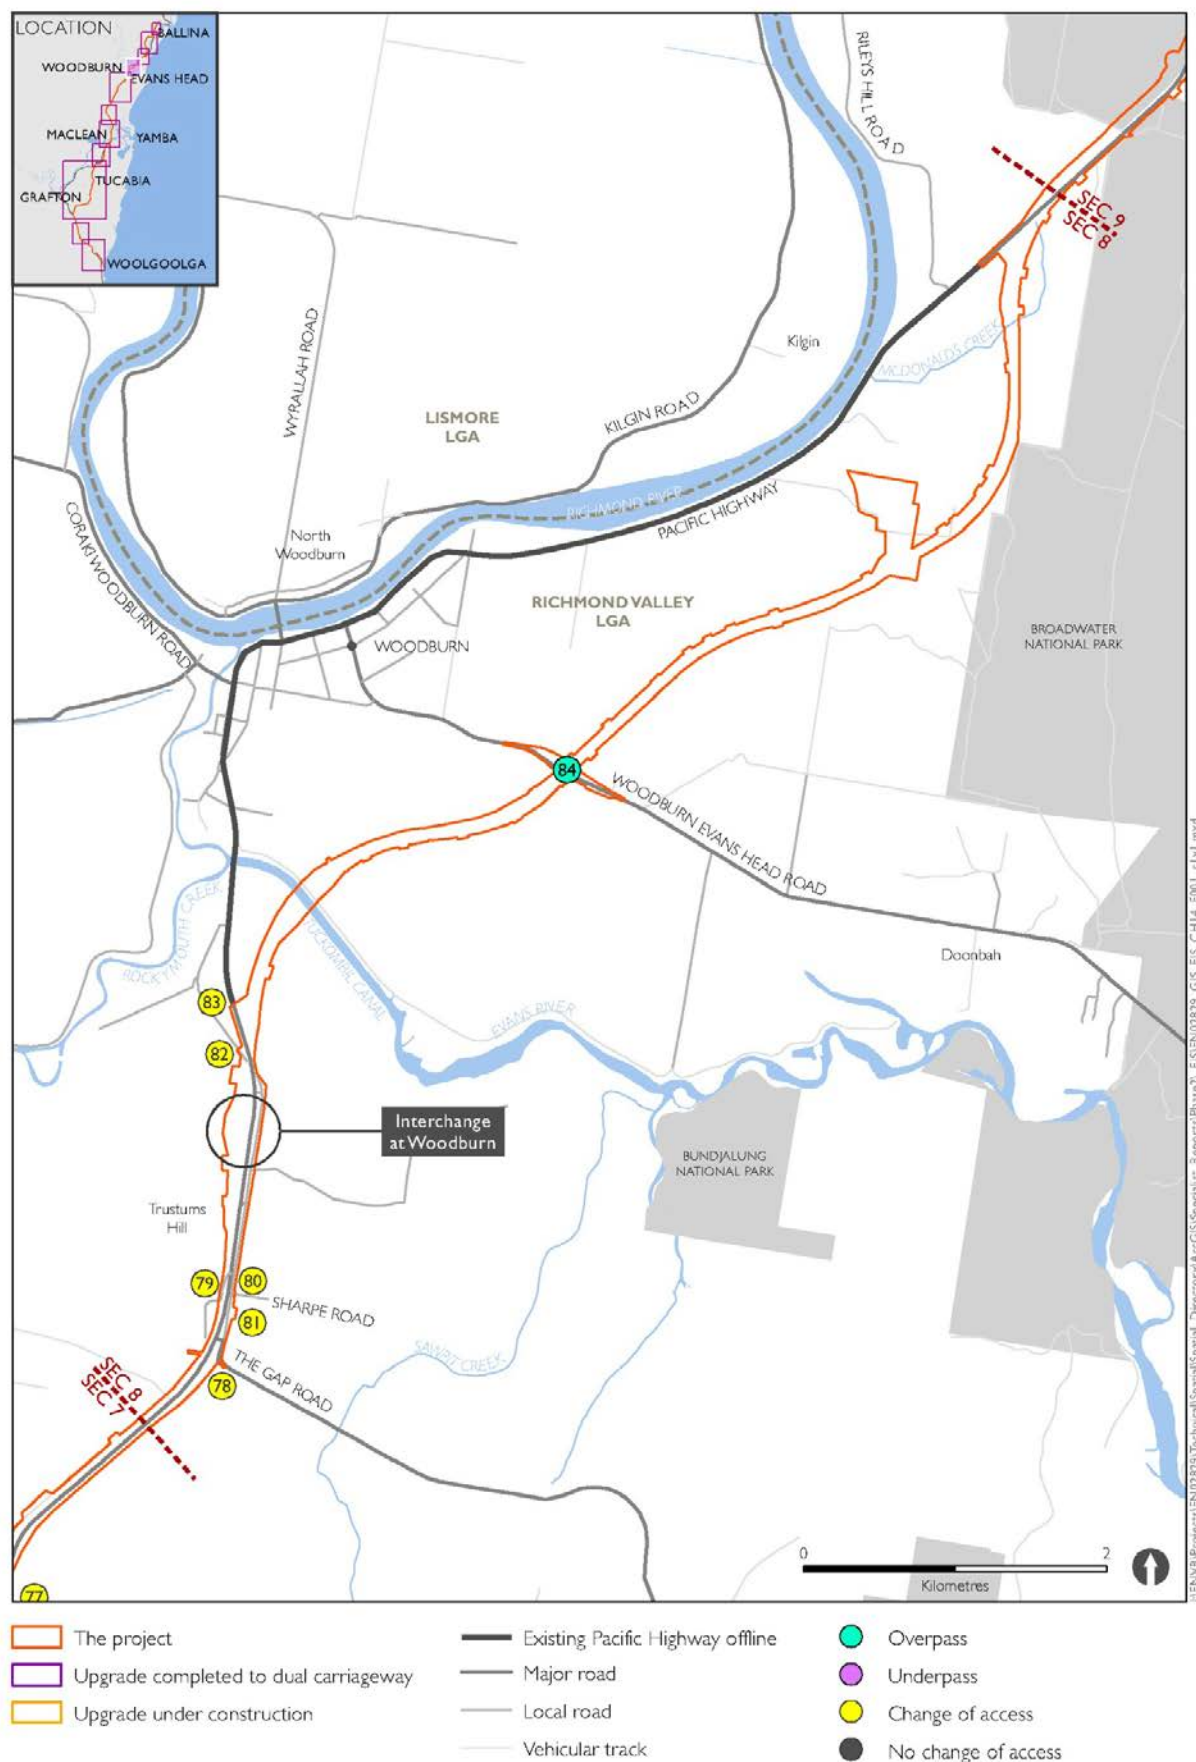 LOCATION
BALLINA
WOODBURN
EVANS HEAD
MACLEAN
YAMBA
TUCABIA
GRAFTON
WOOLGOOLGA
RILEYS HILL ROAD
SEC 9
SEC 8
WYRALLAH ROAD
Kilgin
MCDONALDS CREEK
LISMORE
LGA
KILGIN ROAD
RICHMOND RIVER
PACIFIC HIGHWAY
CORAKI WOODBURN ROAD
North
Woodburn
RICHMOND VALLEY
LGA
BROADWATER
NATIONAL PARK
WOODBURN
84
WOODBURN EVANS HEAD ROAD
ROCKY MOUTH CREEK
TUCKOMBIL CANAL
Doonbah
83
EVANS RIVER
82
Interchange
at Woodburn
BUNDJALUNG
NATIONAL PARK
Trustums
Hill
79
80
SHARPE ROAD
81
SAWPIT CREEK
THE GAP ROAD
78
SEC 8
SEC 7
77
0
2
Kilometres
The project
Upgrade completed to dual carriageway
Upgrade under construction
Existing Pacific Highway offline
Major road
Local road
Vehicular track
Overpass
Underpass
Change of access
No change of access